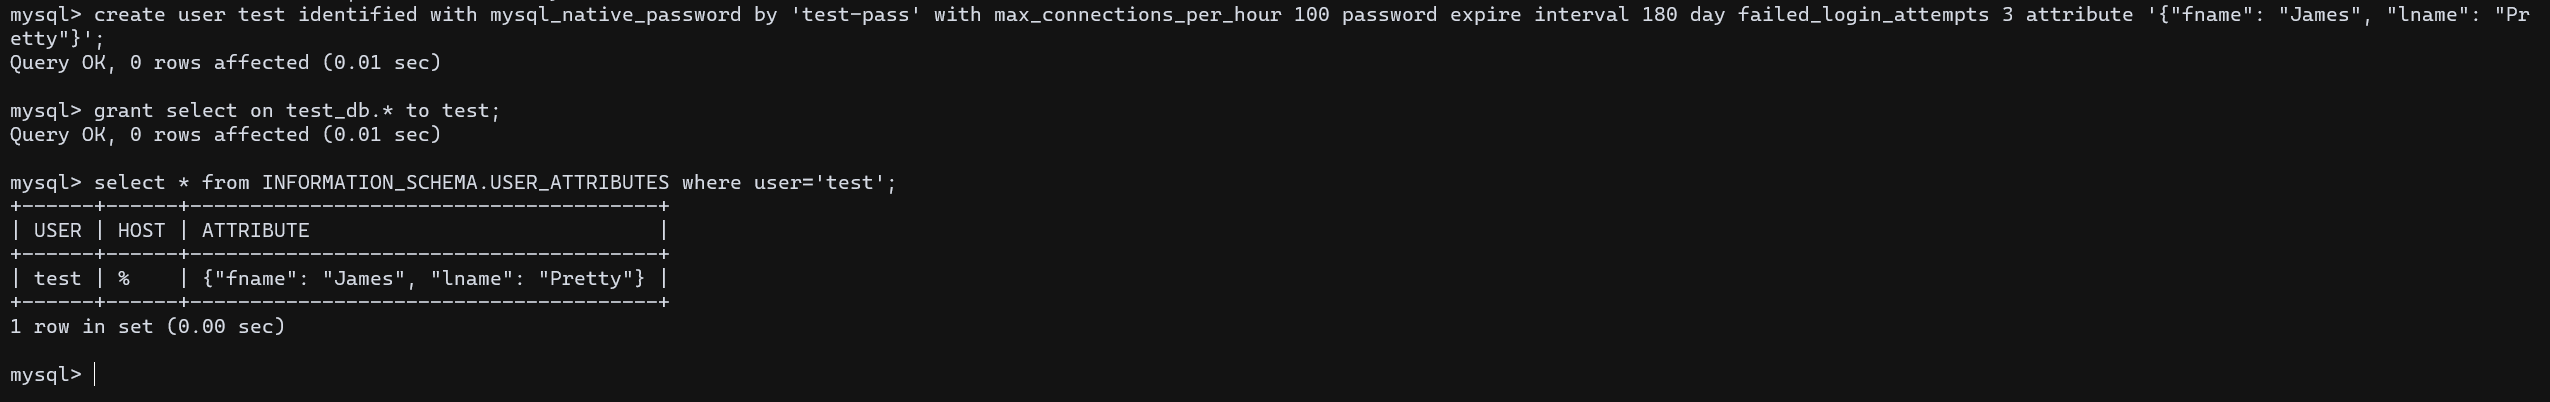 mysql> create user test identified with mysql_native_password by 'test-pass' with max_connections_per_hour 100 password expire interval 180 day failed_login_attempts 3 attribute '{"fname": "James", "lname": "Pr
etty"}';
Query OK, 0 rows affected (0.01 sec)
mysql> grant select on test_db.* to test;
Query OK, 0 rows affected (0.01 sec)
mysql> select * from INFORMATION_SCHEMA.USER_ATTRIBUTES where user='test';
+------+------+---------------------------------------+
| USER | HOST | ATTRIBUTE                             |
+------+------+---------------------------------------+
| test | %    | {"fname": "James", "lname": "Pretty"} |
+------+------+---------------------------------------+
1 row in set (0.00 sec)
mysql>